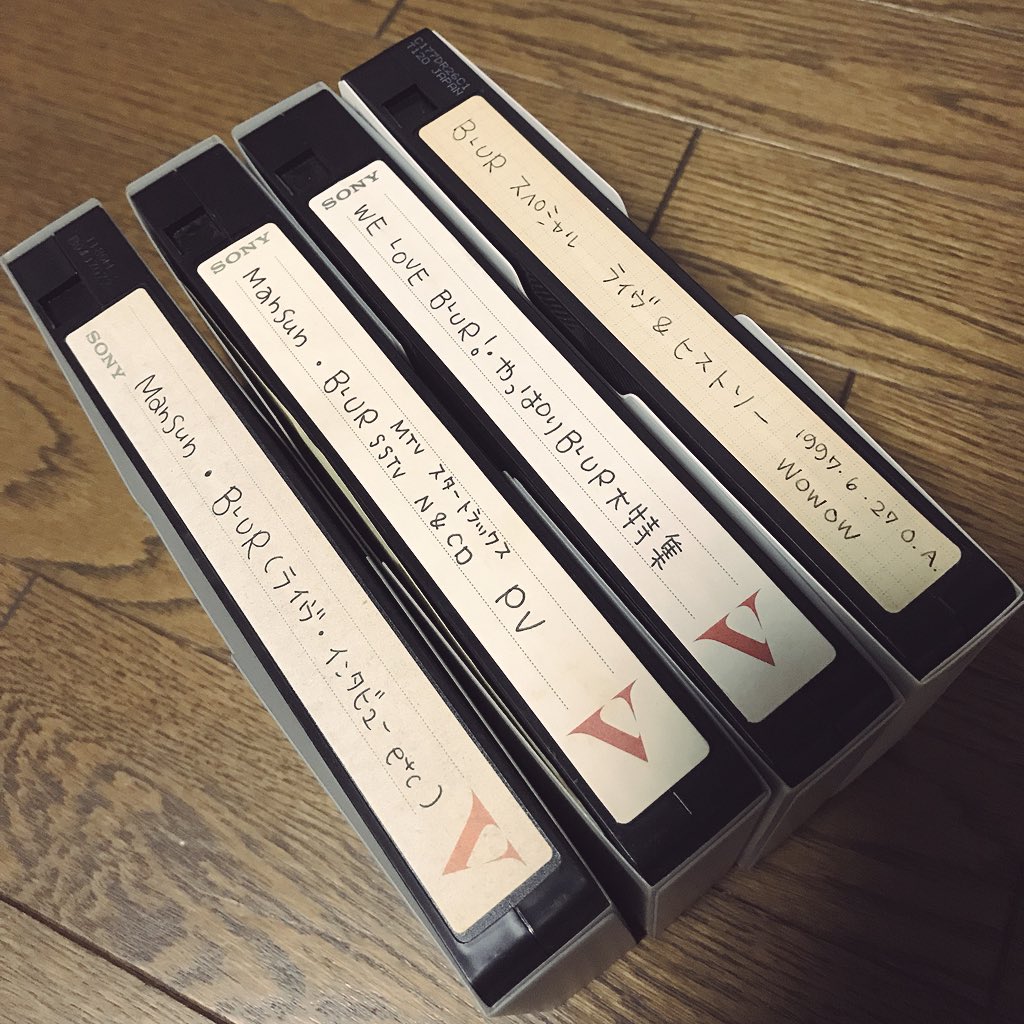 SONY
Mansun・BLUR(ライヴ・インタビュー etc)
V
SONY
Mansun・BLUR MTV スタートラックス
SSTV N&CD
PV
V
SONY
WE LOVE BLUR!・やっぱりBLUR大特集
V
C177DR26C1
T120 JAPAN
BLUR スペシャル ライヴ & ヒストリー
1997.6.27 O.A.
WOWOW